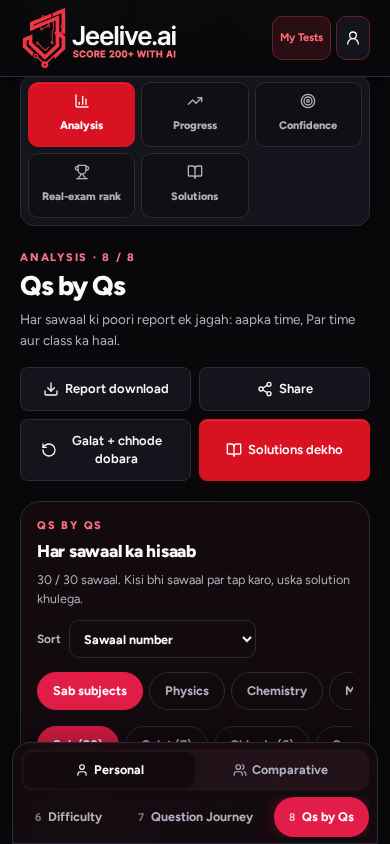 Jeelive.ai
SCORE 200+ WITH AI
My Tests
Analysis
Progress
Confidence
Real-exam rank
Solutions
ANALYSIS · 8 / 8
Qs by Qs
Har sawaal ki poori report ek jagah: aapka time, Par time
aur class ka haal.
Report download
Share
Galat + chhode
dobara
Solutions dekho
QS BY QS
Har sawaal ka hisaab
30 / 30 sawaal. Kisi bhi sawaal par tap karo, uska solution
khulega.
Sort
Sawaal number
Sab subjects
Physics
Chemistry
Personal
Comparative
6 Difficulty
7 Question Journey
8 Qs by Qs